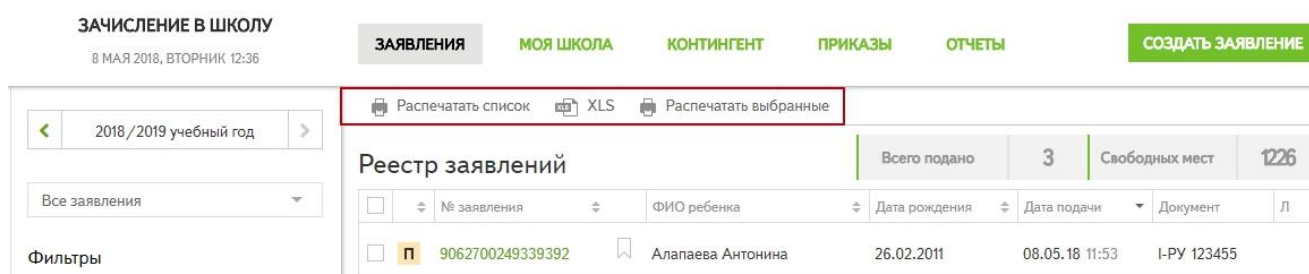 ЗАЧИСЛЕНИЕ В ШКОЛУ
8 МАЯ 2018, ВТОРНИК 12:36
ЗАЯВЛЕНИЯ МОЯ ШКОЛА КОНТИНГЕНТ ПРИКАЗЫ ОТЧЕТЫ СОЗДАТЬ ЗАЯВЛЕНИЕ
Распечатать список XLS Распечатать выбранные
2018/2019 учебный год
Все заявления
Фильтры
Реестр заявлений
Всего подано 3 Свободных мест 1226
№ заявления ФИО ребенка Дата рождения Дата подачи Документ Л
П 9062700249339392 Алапаева Антонина 26.02.2011 08.05.18 11:53 I-РУ 123455